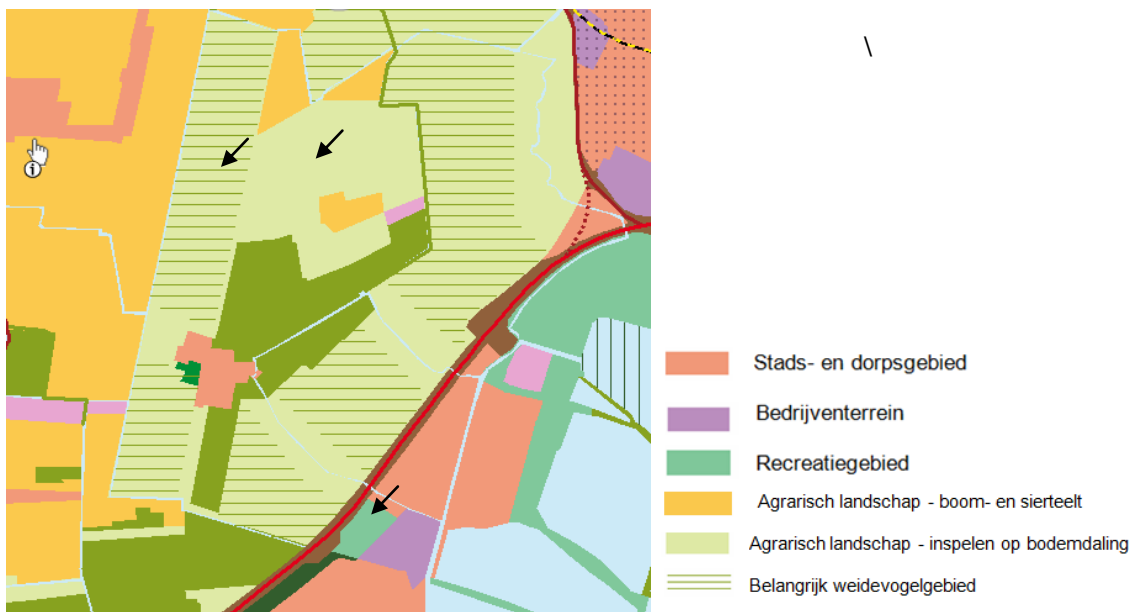 \
Stads- en dorpsgebied
Bedrijventerrein
Recreatiegebied
Agrarisch landschap - boom- en sierteelt
Agrarisch landschap - inspelen op bodemdaling
Belangrijk weidevogelgebied